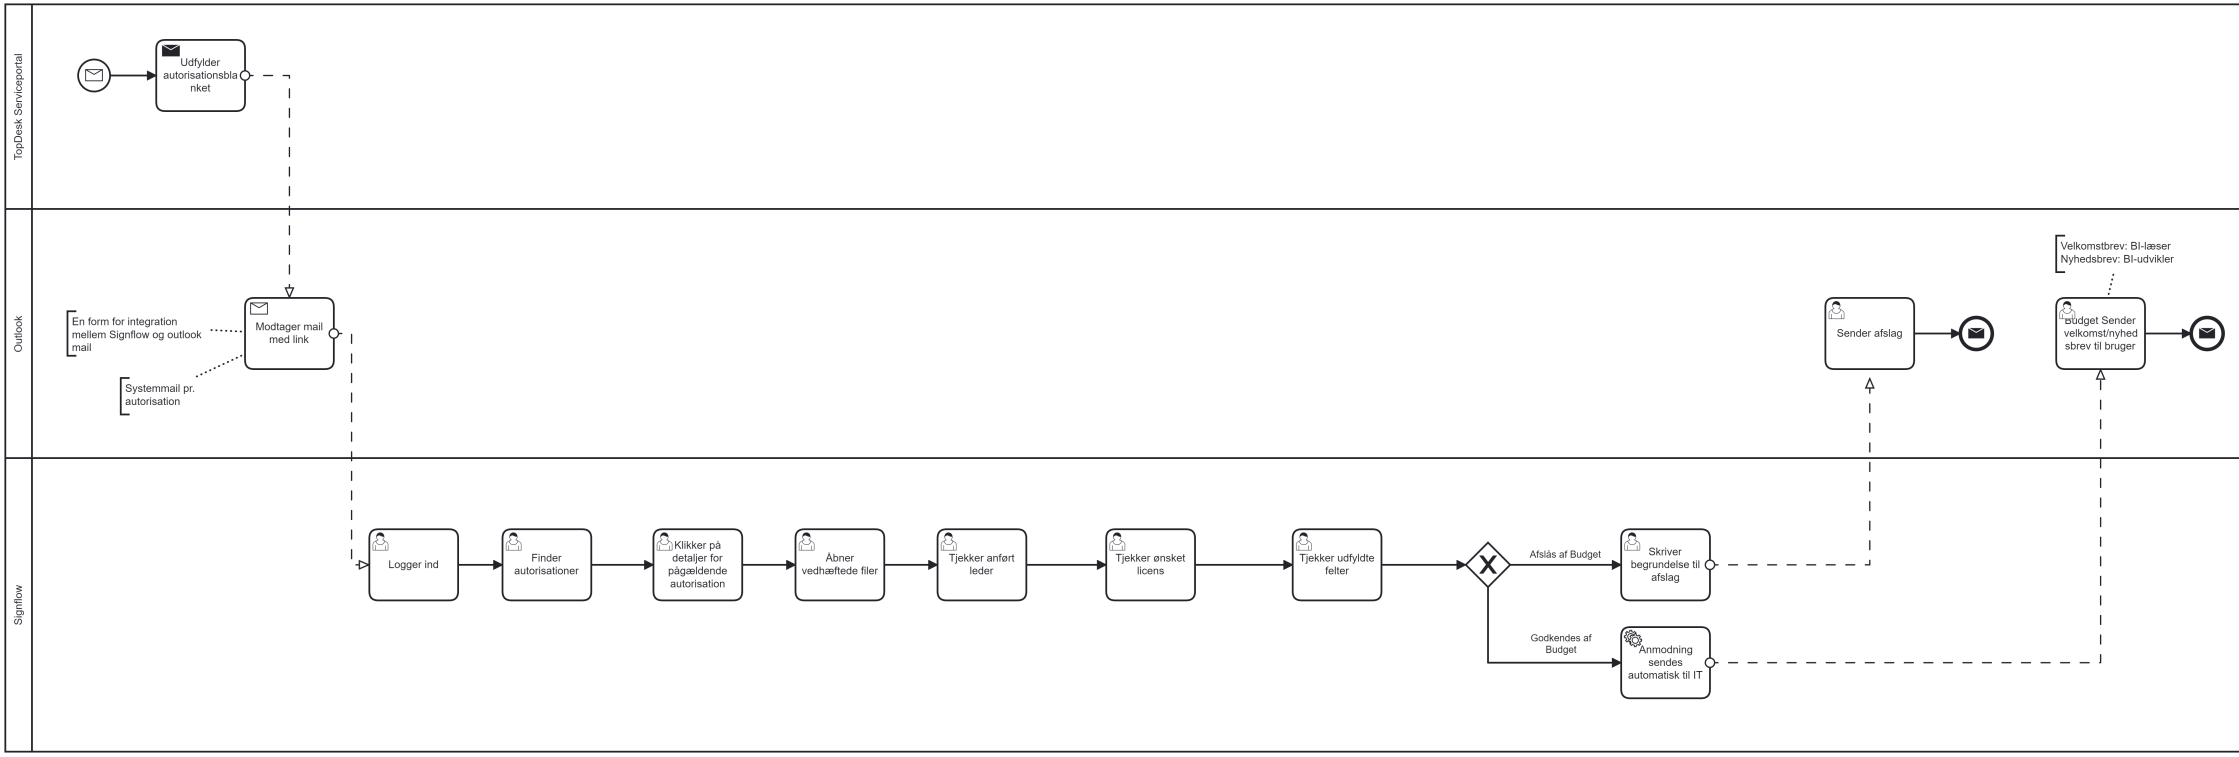 TopDesk Serviceportal
Udfylder
autorisationsbla
nket
Outlook
En form for integration
mellem Signflow og outlook
mail
Systemmail pr.
autorisation
Modtager mail
med link
Sender afslag
Velkomstbrev: BI-læser
Nyhedsbrev: BI-udvikler
Budget Sender
velkomst/nyhed
sbrev til bruger
Signflow
Logger ind
Finder
autorisationer
Klikker på
detaljer for
pågældende
autorisation
Åbner
vedhæftede filer
Tjekker anført
leder
Tjekker ønsket
licens
Tjekker udfyldte
felter
Afslås af Budget
Skriver
begrundelse til
afslag
Godkendes af
Budget
Anmodning
sendes
automatisk til IT